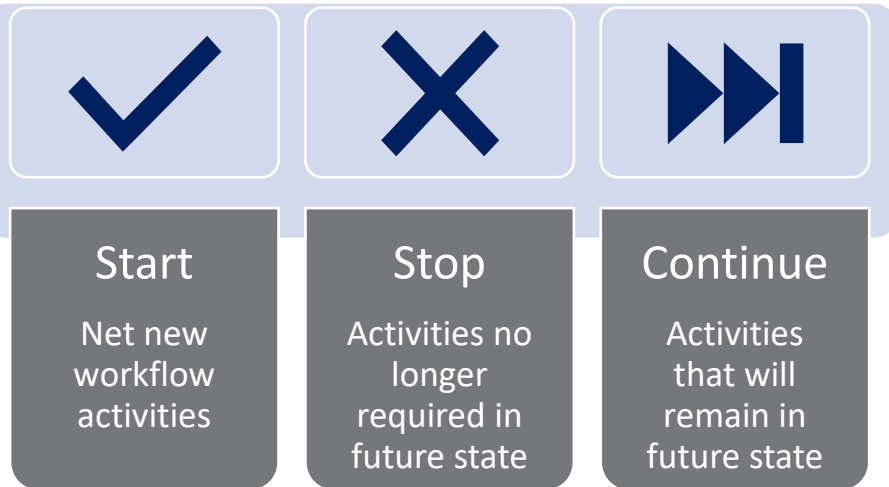 Start
Net new
workflow
activities
Stop
Activities no
longer
required in
future state
Continue
Activities
that will
remain in
future state